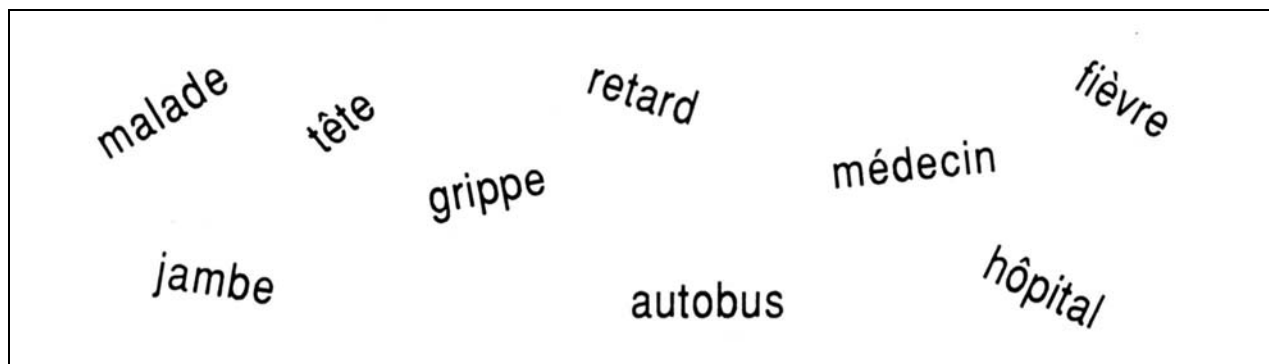 malade
tête
retard
fièvre
grippe
médecin
jambe
autobus
hôpital